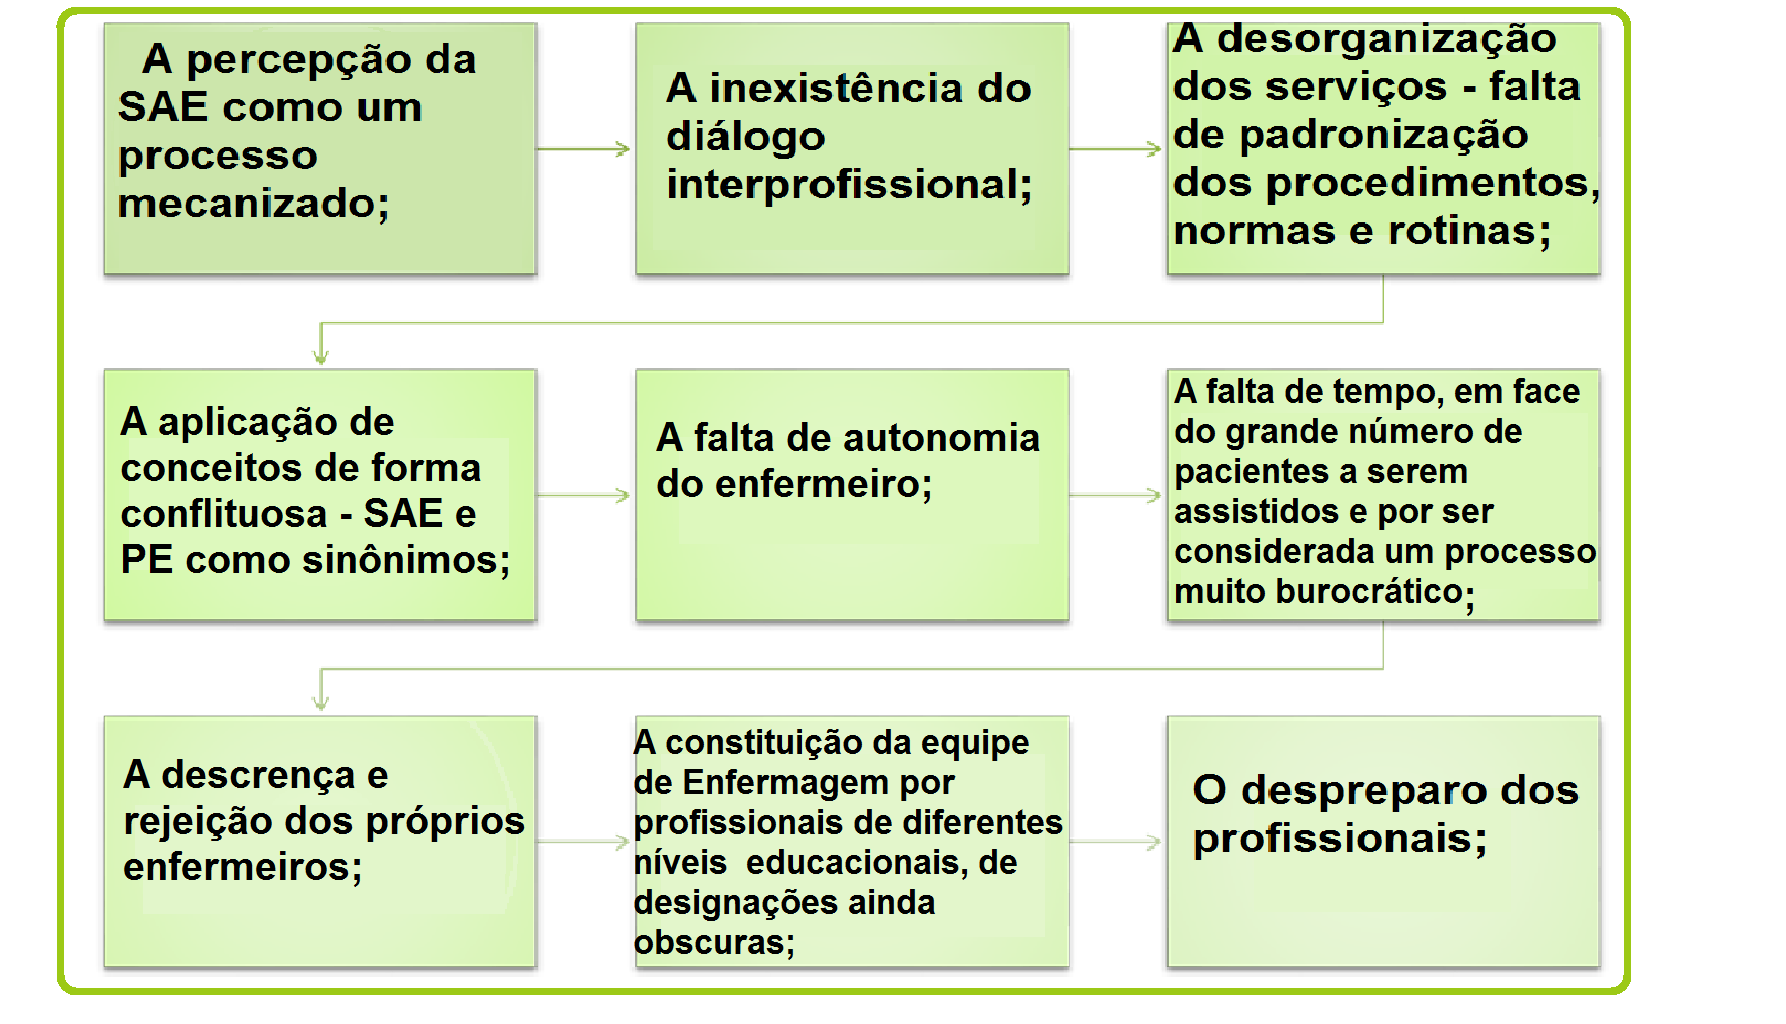 A percepção da
SAE como um
processo
mecanizado;
A inexistência do
diálogo
interprofissional;
A desorganização
dos serviços - falta
de padronização
dos procedimentos,
normas e rotinas;
A aplicação de
conceitos de forma
conflituosa - SAE e
PE como sinônimos;
A falta de autonomia
do enfermeiro;
A falta de tempo, em face
do grande número de
pacientes a serem
assistidos e por ser
considerada um processo
muito burocrático;
A descrença e
rejeição dos próprios
enfermeiros;
A constituição da equipe
de Enfermagem por
profissionais de diferentes
níveis educacionais, de
designações ainda
obscuras;
O despreparo dos
profissionais;